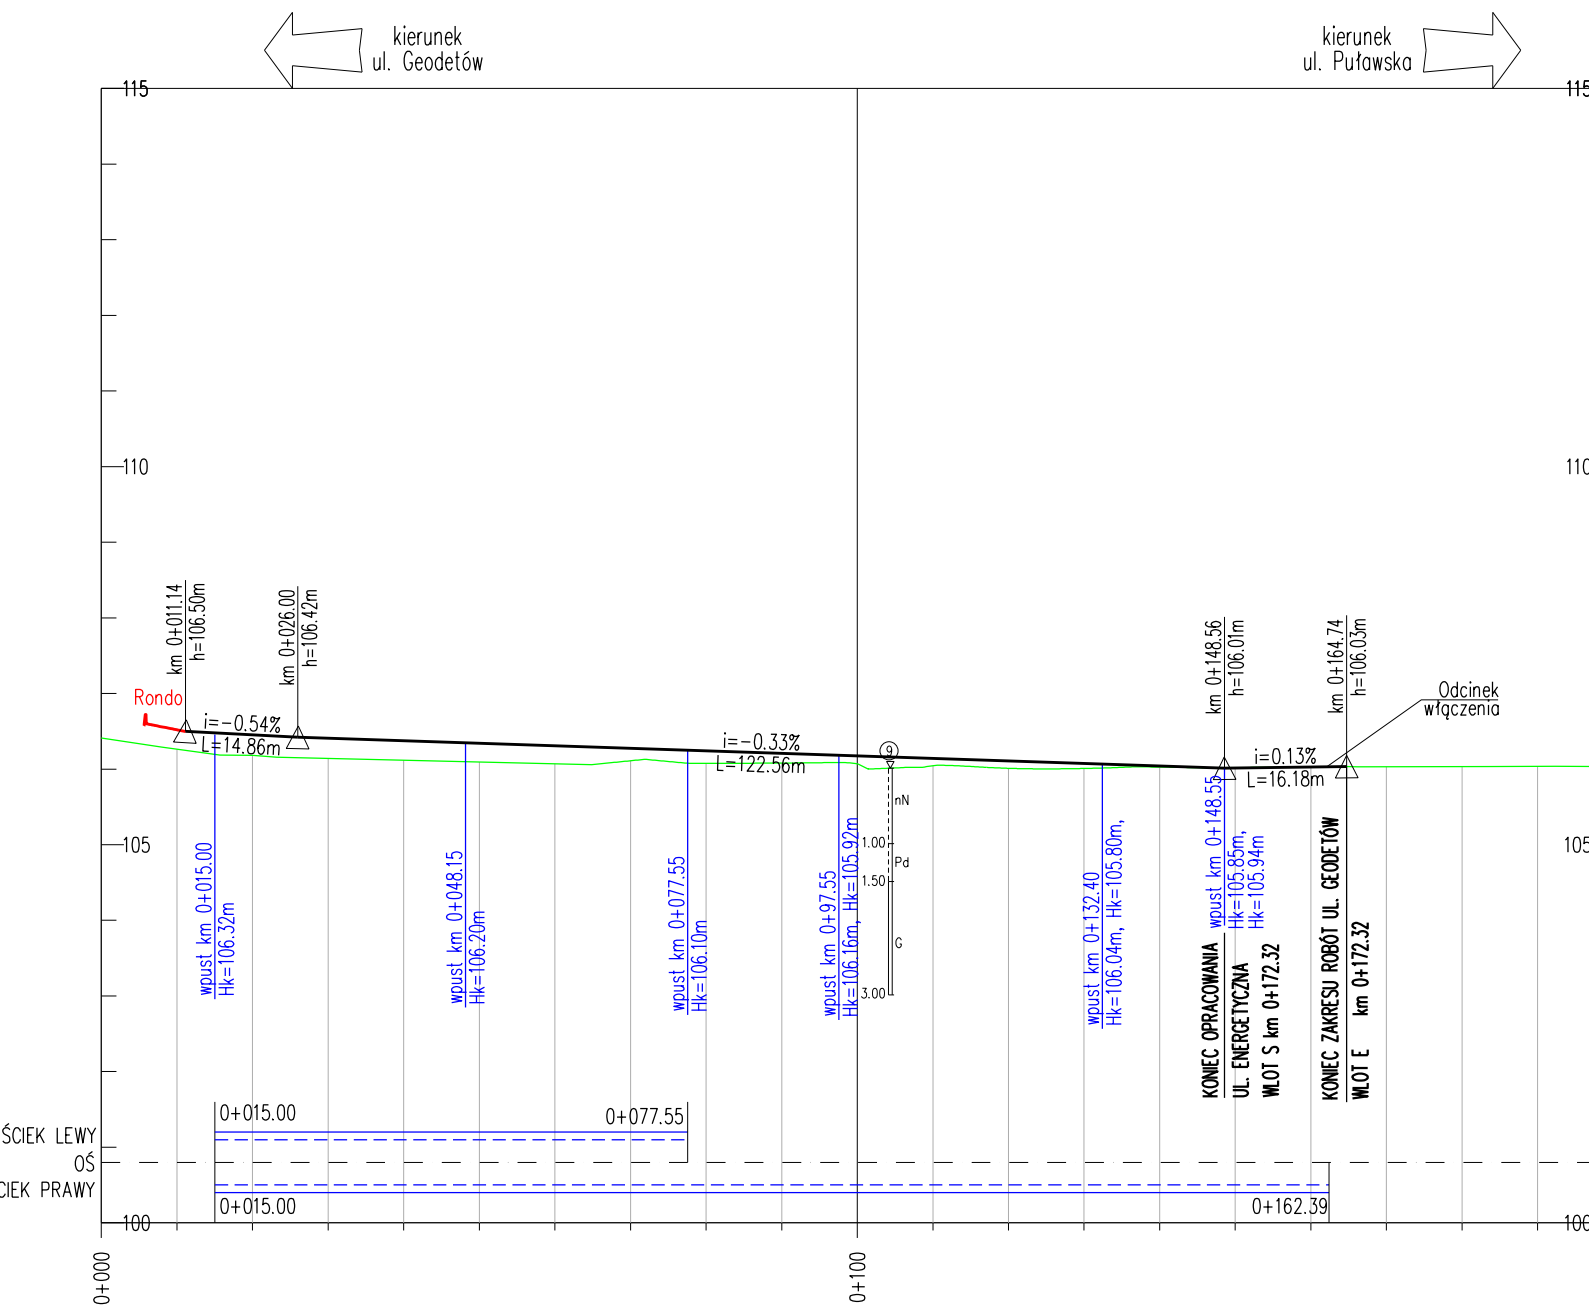 kierunek
ul. Geodetów
kierunek
ul. Puławska
115
115
110
110
km 0+011.14
h=106.50m
km 0+026.00
h=106.42m
km 0+148.56
h=106.01m
km 0+164.74
h=106.03m
Rondo
Odcinek
włączenia
i=-0.54%
L=14.86m
i=-0.33%
L=122.56m
9
i=0.13%
L=16.18m
nN
1.00
Pd
1.50
G
3.00
105
105
wpust km 0+015.00
Hk=106.32m
wpust km 0+048.15
Hk=106.20m
wpust km 0+077.55
Hk=106.10m
wpust km 0+97.55
Hk=106.16m, Hk=105.92m
wpust km 0+132.40
Hk=106.04m, Hk=105.80m,
wpust km 0+148.55
Hk=105.85m,
Hk=105.94m
KONIEC OPRACOWANIA
UL. ENERGETYCZNA
WLOT S km 0+172.32
KONIEC ZAKRESU ROBÓT UL. GEODETÓW
WLOT E km 0+172.32
0+015.00
0+077.55
ŚCIEK LEWY
OŚ
CIEK PRAWY
0+015.00
0+162.39
100
100
0+000
0+100